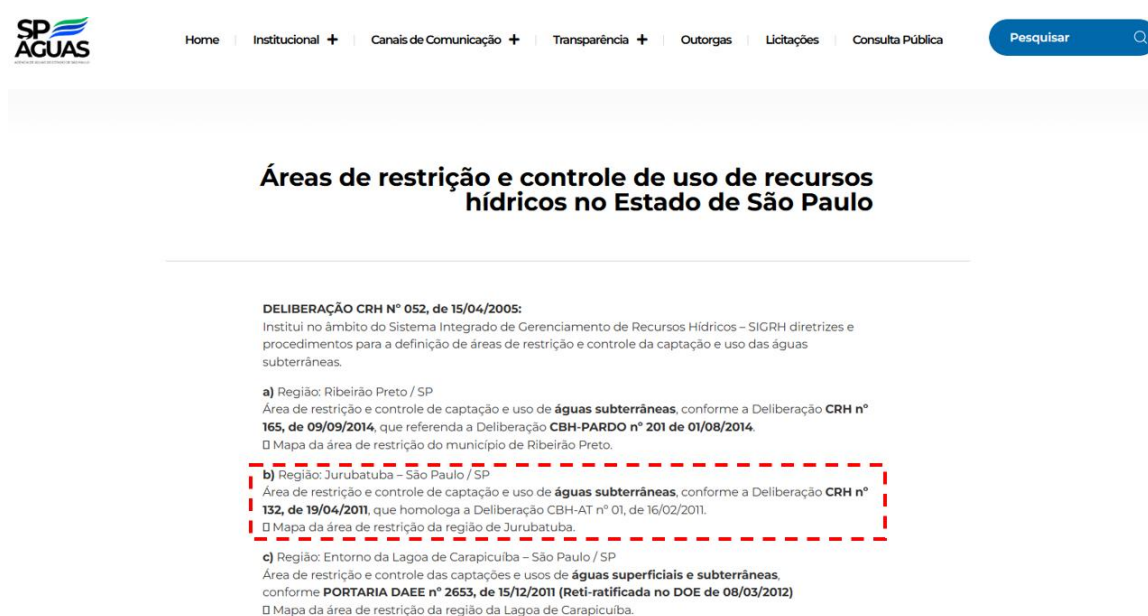 SP
ÁGUAS
Home
Institucional +
Canais de Comunicação +
Transparência +
Outorgas
Licitações
Consulta Pública
Pesquisar
Áreas de restrição e controle de uso de recursos
hídricos no Estado de São Paulo
DELIBERAÇÃO CRH Nº 052, de 15/04/2005:
Institui no âmbito do Sistema Integrado de Gerenciamento de Recursos Hídricos – SIGRH diretrizes e
procedimentos para a definição de áreas de restrição e controle da captação e uso das águas
subterrâneas.
a) Região: Ribeirão Preto / SP
Área de restrição e controle de captação e uso de águas subterrâneas, conforme a Deliberação CRH nº
165, de 09/09/2014, que referenda a Deliberação CBH-PARDO nº 201 de 01/08/2014.
Mapa da área de restrição do município de Ribeirão Preto.
b) Região: Jurubatuba – São Paulo / SP
Área de restrição e controle de captação e uso de águas subterrâneas, conforme a Deliberação CRH nº
132, de 19/04/2011, que homologa a Deliberação CBH-AT nº 01, de 16/02/2011.
Mapa da área de restrição da região de Jurubatuba.
c) Região: Entorno da Lagoa de Carapicuíba – São Paulo / SP
Área de restrição e controle das captações e usos de águas superficiais e subterrâneas,
conforme PORTARIA DAEE nº 2653, de 15/12/2011 (Reti-ratificada no DOE de 08/03/2012)
Mapa da área de restrição da região da Lagoa de Carapicuíba.